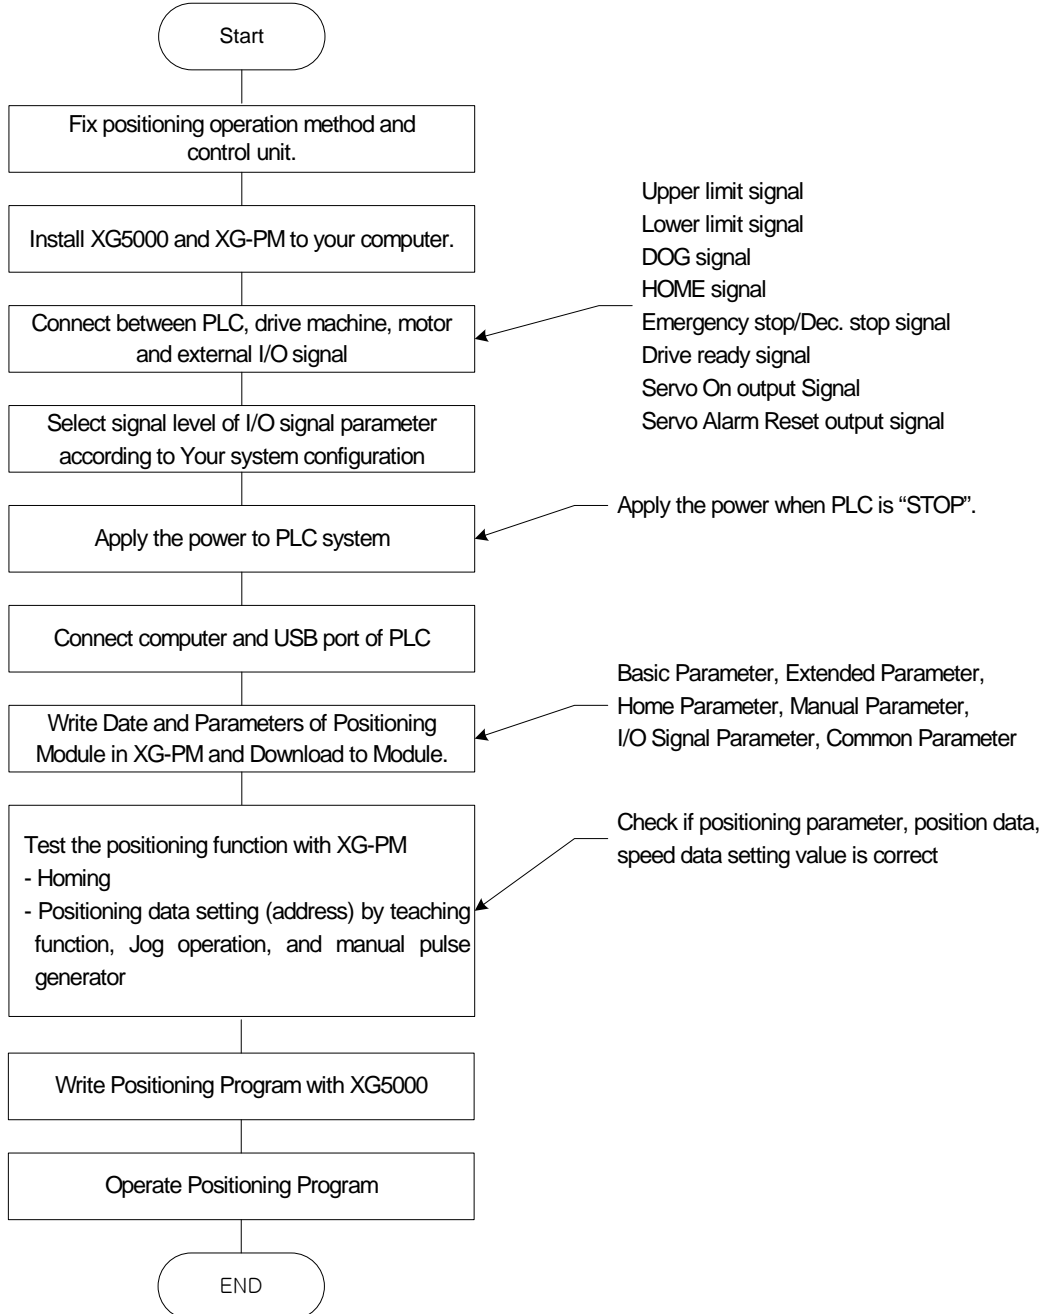 Start
Fix positioning operation method and
control unit.
Install XG5000 and XG-PM to your computer.
Connect between PLC, drive machine, motor
and external I/O signal
Upper limit signal
Lower limit signal
DOG signal
HOME signal
Emergency stop/Dec. stop signal
Drive ready signal
Servo On output Signal
Servo Alarm Reset output signal
Select signal level of I/O signal parameter
according to Your system configuration
Apply the power to PLC system
Apply the power when PLC is “STOP”.
Connect computer and USB port of PLC
Write Date and Parameters of Positioning
Module in XG-PM and Download to Module.
Basic Parameter, Extended Parameter,
Home Parameter, Manual Parameter,
I/O Signal Parameter, Common Parameter
Test the positioning function with XG-PM
- Homing
- Positioning data setting (address) by teaching
function, Jog operation, and manual pulse
generator
Check if positioning parameter, position data,
speed data setting value is correct
Write Positioning Program with XG5000
Operate Positioning Program
END